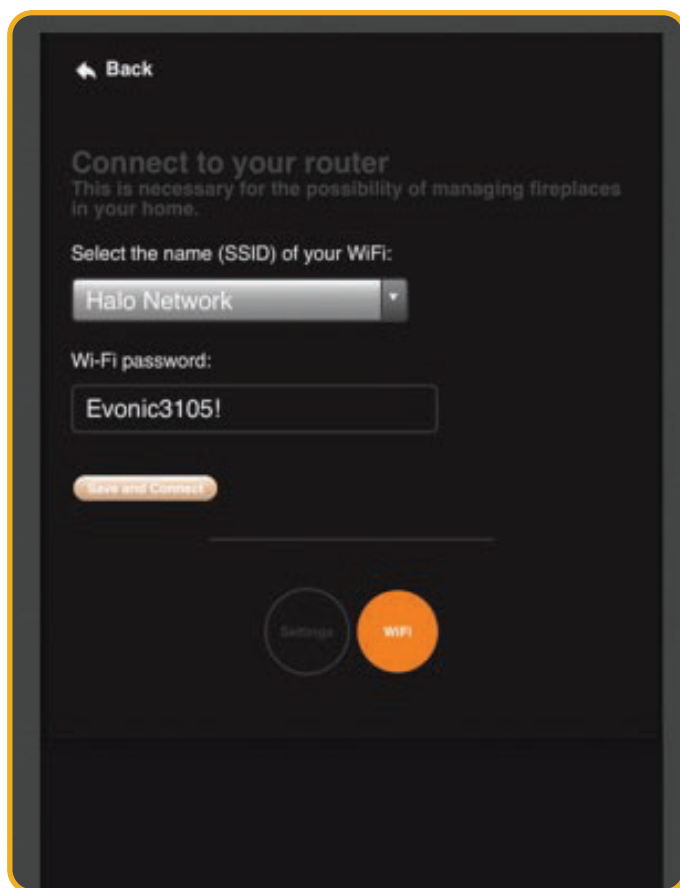 Back
Connect to your router
This is necessary for the possibility of managing fireplaces
in your home.
Select the name (SSID) of your WiFi:
Halo Network
Wi-Fi password:
Evonic3105!
Save and Connect
Settings
WiFi